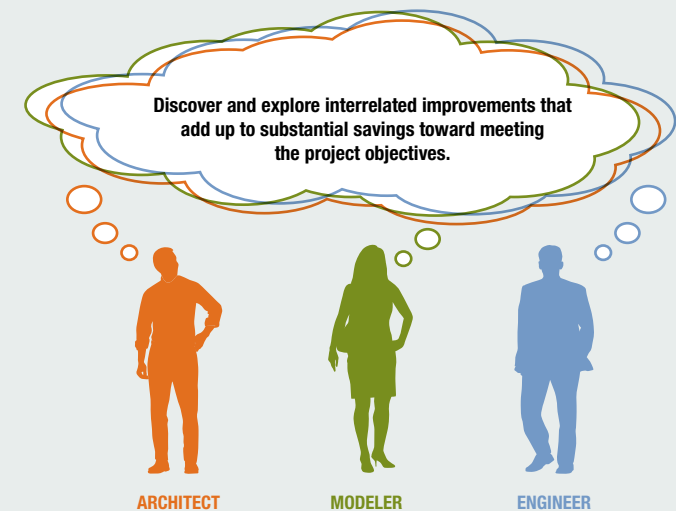 Discover and explore interrelated improvements that
add up to substantial savings toward meeting
the project objectives.
ARCHITECT
MODELER
ENGINEER